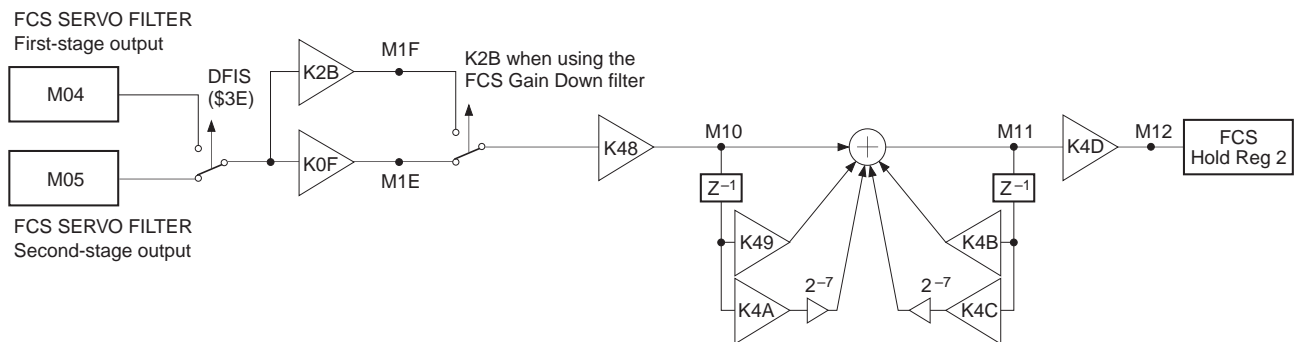 FCS SERVO FILTER
First-stage output
M04
DFIS
($3E)
K2B
M1F
K2B when using the
FCS Gain Down filter
M05
FCS SERVO FILTER
Second-stage output
K0F
M1E
K48
M10
Z–1
K49
K4A
2–7
M11
Z–1
K4B
2–7
K4C
K4D
M12
FCS
Hold Reg 2